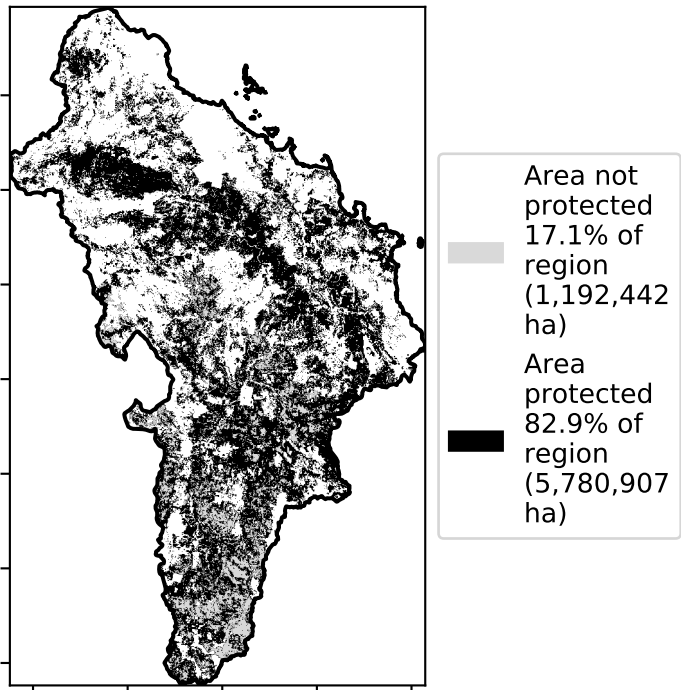 Area not
protected
17.1% of
region
(1,192,442
ha)
Area
protected
82.9% of
region
(5,780,907
ha)